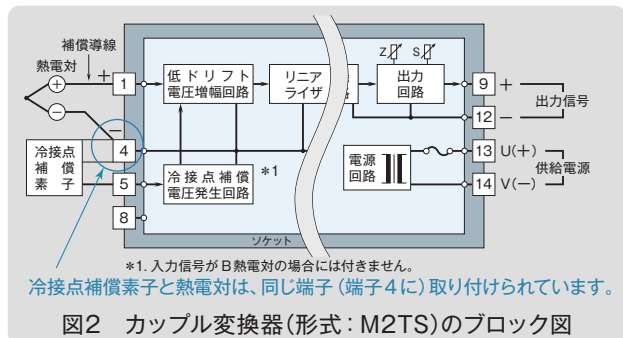 補償導線
熱電対
+
+
−
−
1
4
5
8
冷接点
補償
素子
低ドリフト
電圧増幅回路
冷接点補償
電圧発生回路
*1
リニア
ライザ
路
Z
S
出力
回路
電源
回路
9
+
12
−
出力信号
13
U(+)
14
V(−)
供給電源
ソケット
*1. 入力信号がB熱電対の場合には付きません。
冷接点補償素子と熱電対は、同じ端子(端子4に)取り付けられています。
図2 カップル変換器(形式:M2TS)のブロック図